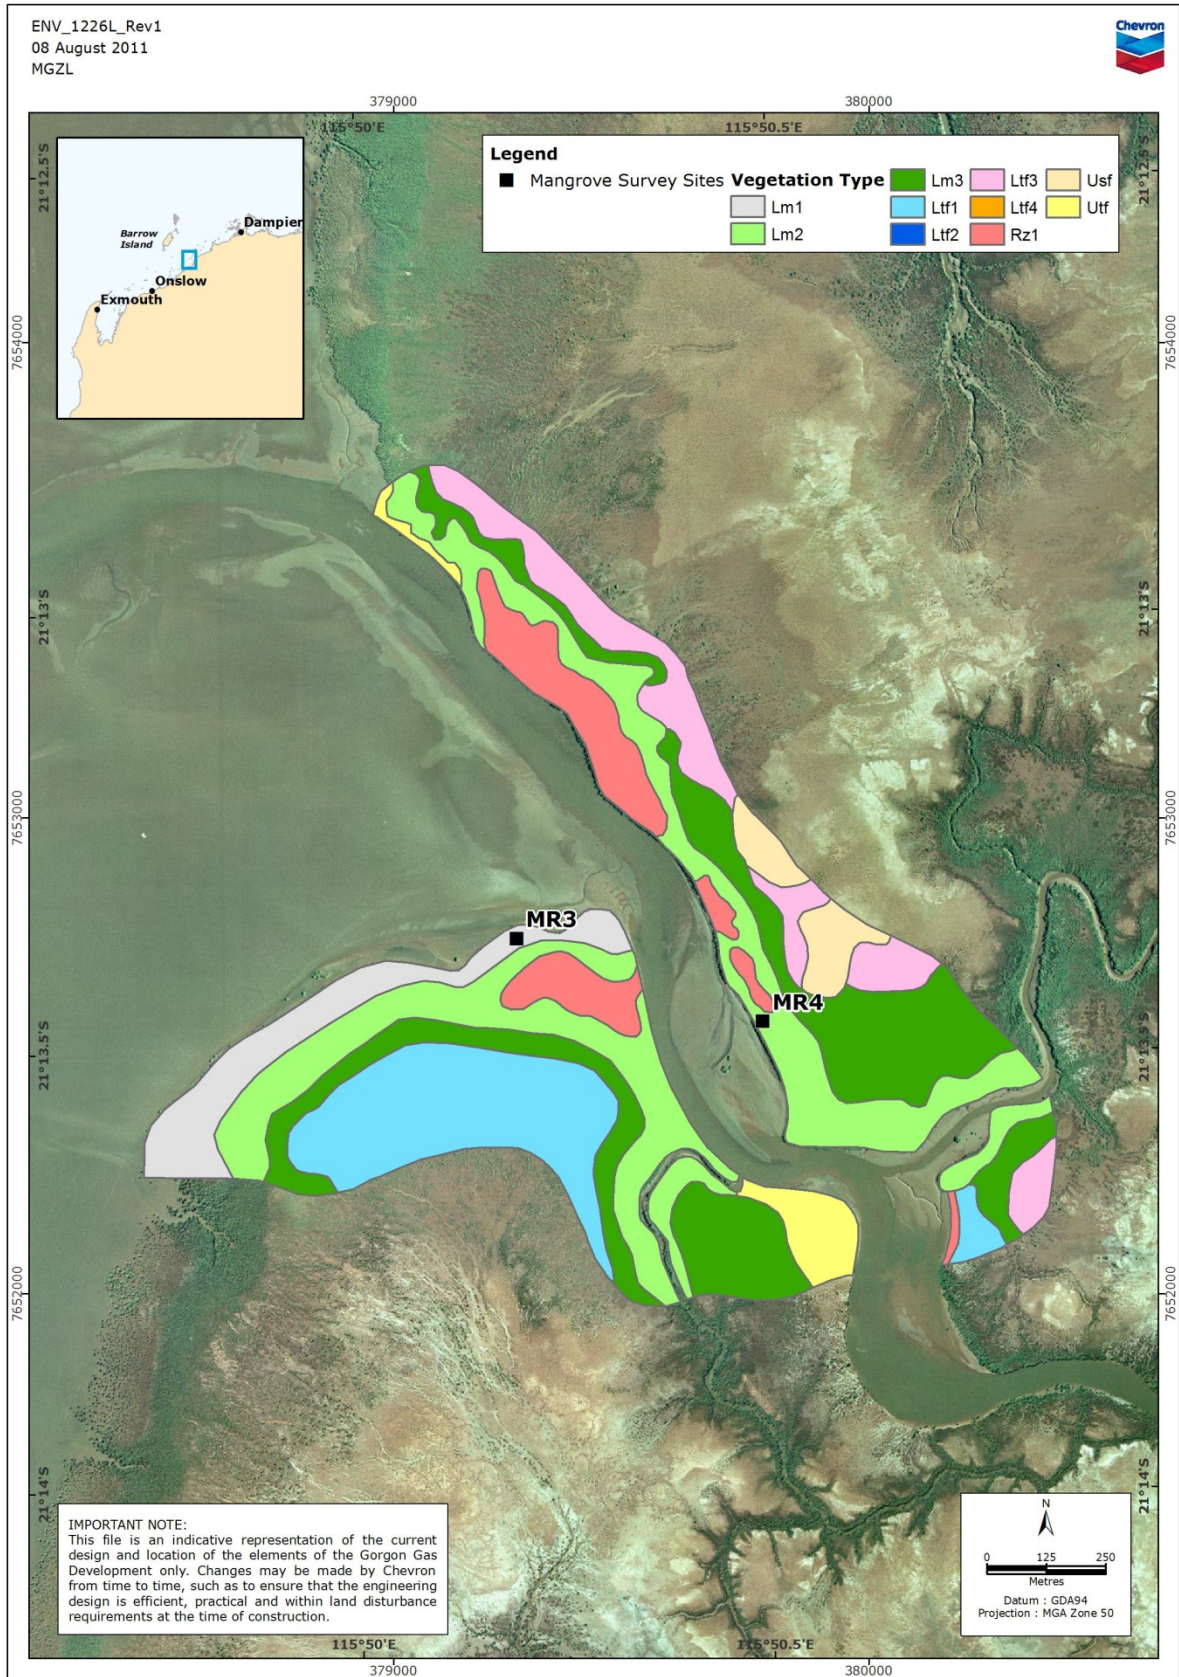 ENV_1226L_Rev1
08 August 2011
MGZL
Chevron
379000
380000
115°50'E
115°50.5'E
21°12.5'S
21°12.5'S
Legend
Mangrove Survey Sites
Vegetation Type
Lm1
Lm2
Lm3
Ltf1
Ltf2
Ltf3
Ltf4
Rz1
Usf
Utf
Barrow
Island
Dampier
Onslow
Exmouth
7654000
7654000
21°13'S
21°13'S
7653000
7653000
MR3
MR4
21°13.5'S
21°13.5'S
7652000
7652000
21°14'S
21°14'S
IMPORTANT NOTE:
This file is an indicative representation of the current
design and location of the elements of the Gorgon Gas
Development only. Changes may be made by Chevron
from time to time, such as to ensure that the engineering
design is efficient, practical and within land disturbance
requirements at the time of construction.
N
0 125 250
Metres
Datum : GDA94
Projection : MGA Zone 50
115°50'E
115°50.5'E
379000
380000